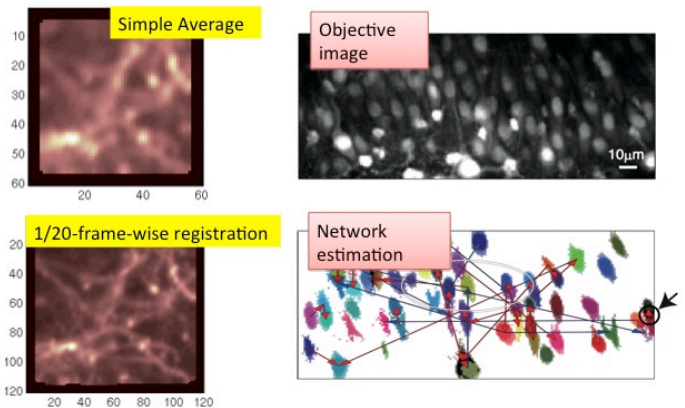 Simple Average
10
20
30
40
50
60
20
40
60
Objective
image
10μm
1/20-frame-wise registration
20
40
60
80
100
120
20 40 60 80 100 120
Network
estimation